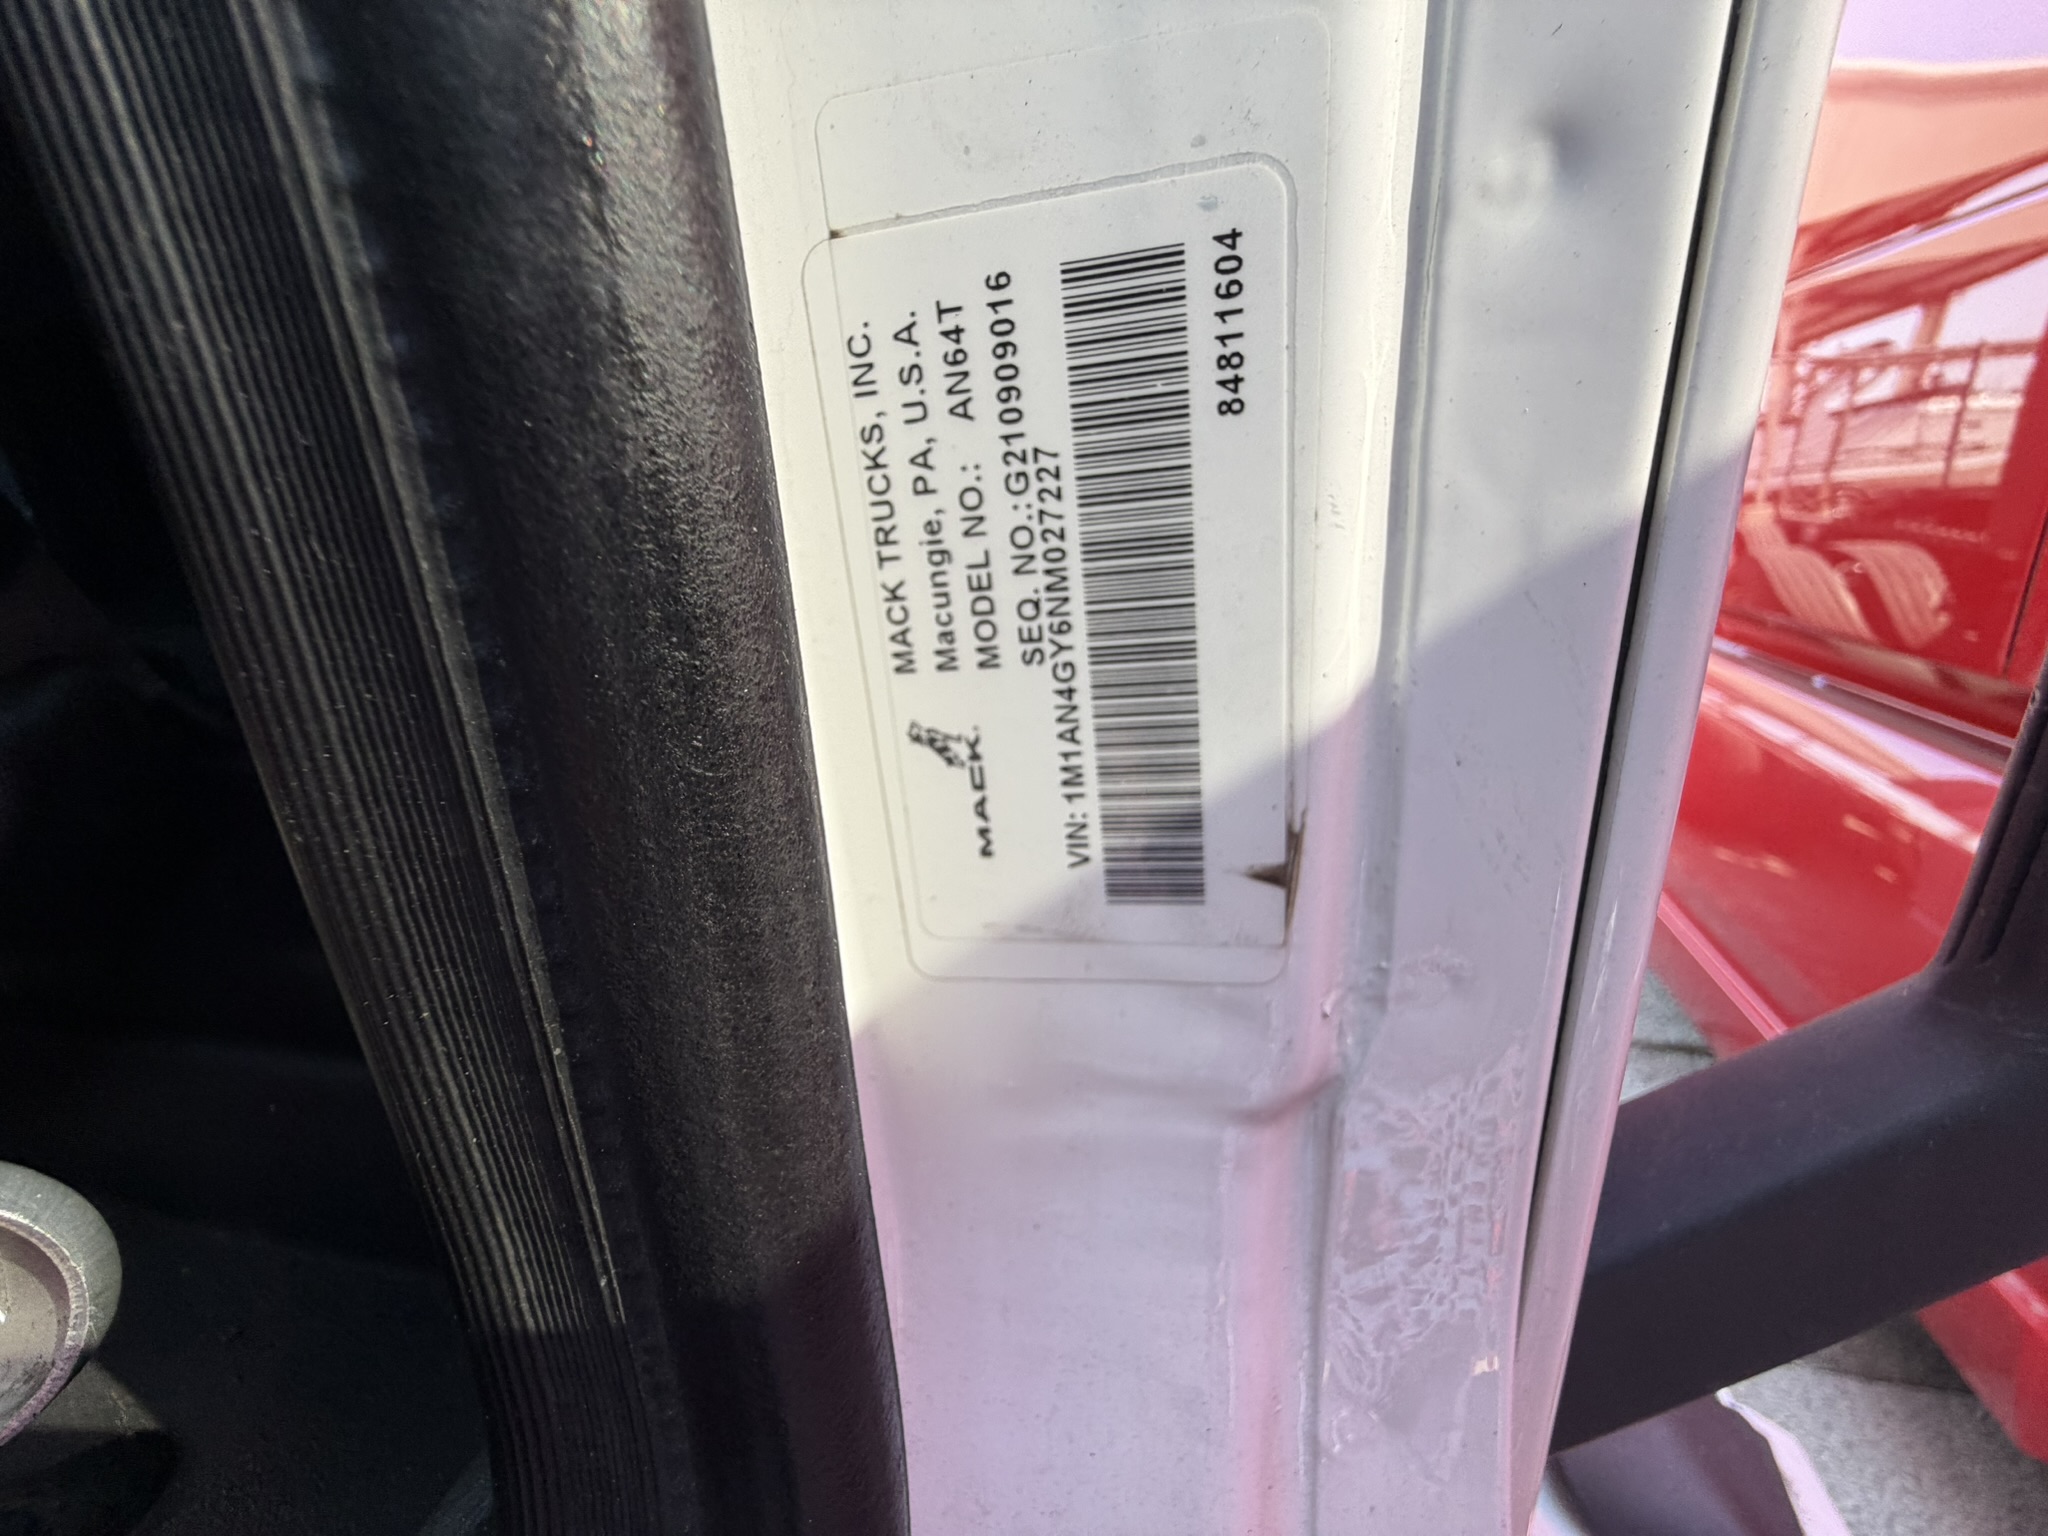 MACK TRUCKS, INC.
Macungie, PA, U.S.A.
MODEL NO.: AN64T
MACK.
SEQ. NO.: G210909016
VIN: 1M1AN4GY6NM027227
84811604